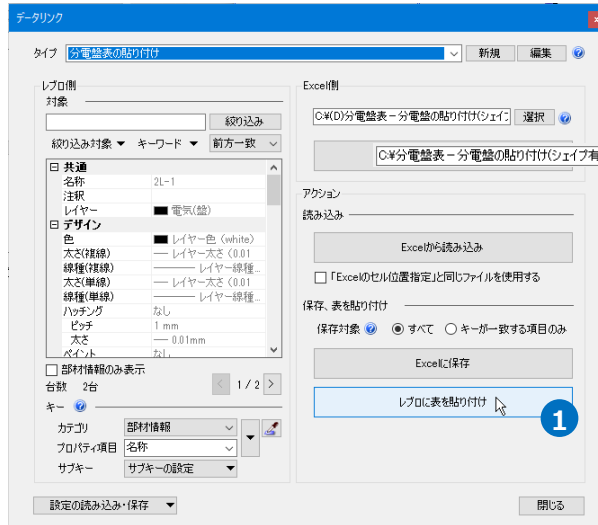 データリンク
タイプ 分電盤表の貼り付け 新規 編集
レブロ側
対象
絞り込み
絞り込み対象 キーワード 前方一致
共通
名称 2L-1
注釈
レイヤー 電気(盤)
デザイン
色 レイヤー色 (white)
太さ(複線) レイヤー太さ (0.01
線種(複線) レイヤー線種...
太さ(単線) レイヤー太さ (0.01
線種(単線) レイヤー線種...
ハッチング なし
ピッチ 1 mm
太さ 0.01mm
ペイント なし
部材情報のみ表示
台数 2台 1 / 2
キー
カテゴリ 部材情報
プロパティ項目 名称
サブキー サブキーの設定
設定の読み込み・保存
Excel側
C:¥(D)分電盤表－分電盤の貼り付け(シェイプ 選択
C:¥分電盤表－分電盤の貼り付け(シェイプ有
アクション
読み込み
Excelから読み込み
「Excelのセル位置指定」と同じファイルを使用する
保存、表を貼り付け
保存対象 すべて キーが一致する項目のみ
Excelに保存
レブロに表を貼り付け
1
閉じる